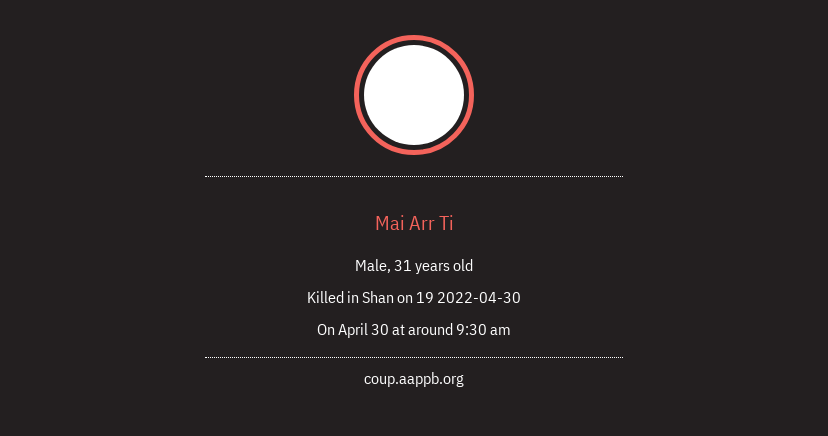 Mai Arr Ti
Male, 31 years old
Killed in Shan on 19 2022-04-30
On April 30 at around 9:30 am
coup.aappb.org